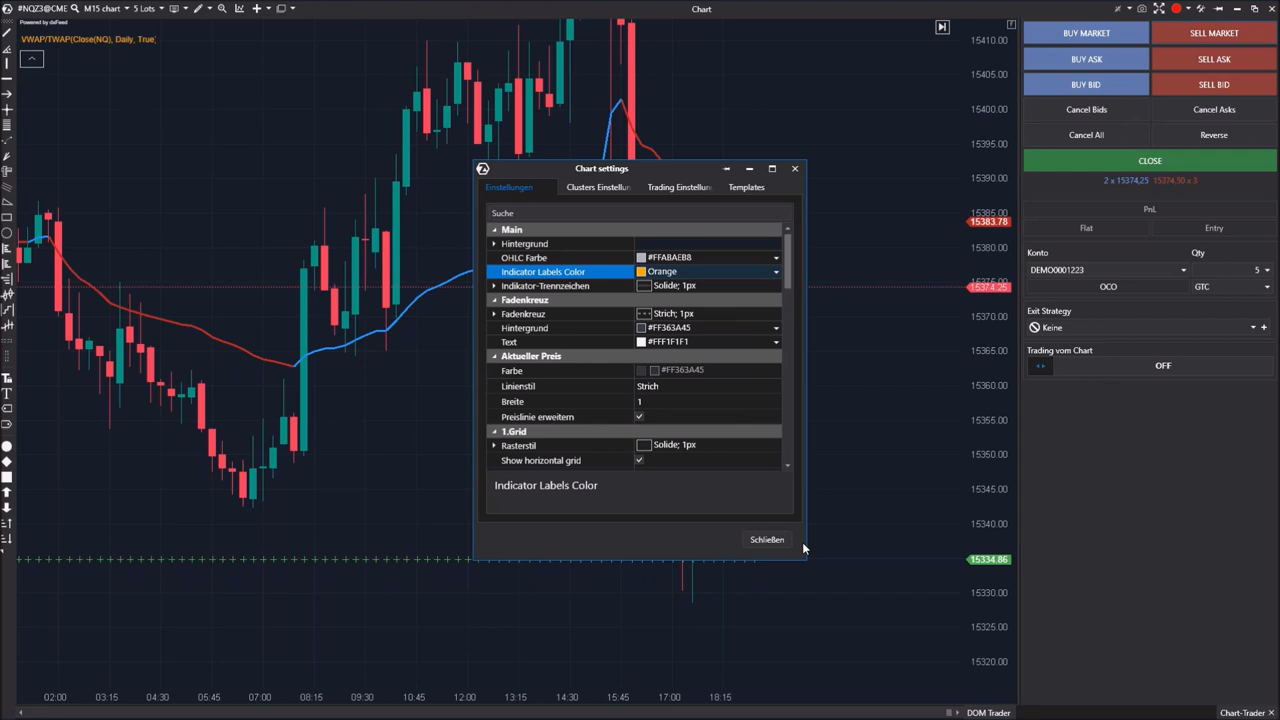 #NQZ3@CME M15 chart 5 Lots Chart
Powered by dxFeed
VWAP/TWAP(Close(NQ), Daily, True;
F
15410.00
15405.00
15400.00
15395.00
15390.00
15385.00
15383.78
15380.00
15375.00
15374.25
15370.00
15365.00
15360.00
15355.00
15350.00
15345.00
15340.00
15334.86
15330.00
15325.00
15320.00
02:00 03:15 04:30 05:45 07:00 08:15 09:30 10:45 12:00 13:15 14:30 15:45 17:00 18:15
Chart settings
Einstellungen Clusters Einstellun Trading Einstellun Templates
Suche
Main
Hintergrund
OHLC Farbe #FFABAEB8
Indicator Labels Color Orange
Indikator-Trennzeichen Solide; 1px
Fadenkreuz
Fadenkreuz Strich; 1px
Hintergrund #FF363A45
Text #FFF1F1F1
Aktueller Preis
Farbe #FF363A45
Linienstil Strich
Breite 1
Preislinie erweitern
1.Grid
Rasterstil Solide; 1px
Show horizontal grid
Indicator Labels Color
Schließen
BUY MARKET SELL MARKET
BUY ASK SELL ASK
BUY BID SELL BID
Cancel Bids Cancel Asks
Cancel All Reverse
CLOSE
2 x 15374,25 15374,50 x 3
PnL
Flat Entry
Konto Qty
DEMO0001223 5
OCO GTC
Exit Strategy
Keine
Trading vom Chart
OFF
DOM Trader Chart-Trader